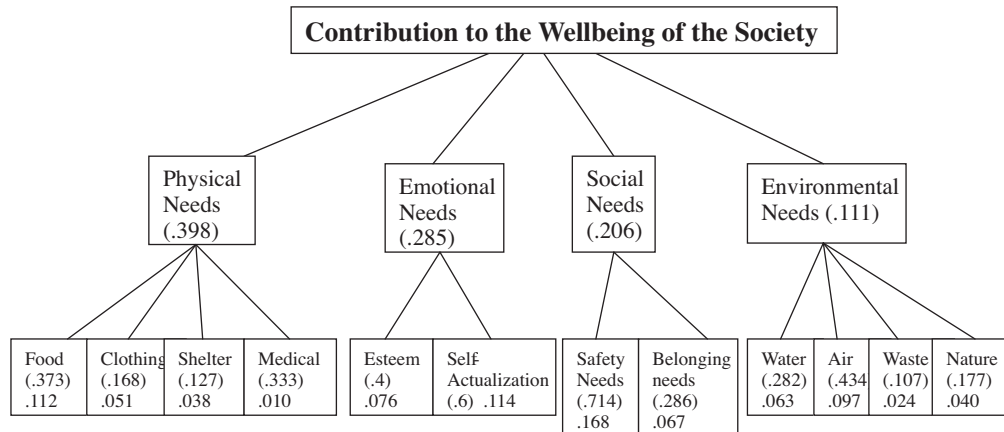 Contribution to the Wellbeing of the Society
Physical
Needs
(.398)
Emotional
Needs
(.285)
Social
Needs
(.206)
Environmental
Needs (.111)
Food
(.373)
.112
Clothing
(.168)
.051
Shelter
(.127)
.038
Medical
(.333)
.010
Esteem
(.4)
.076
Self-
Actualization
(.6) .114
Safety
Needs
(.714)
.168
Belonging
needs
(.286)
.067
Water
(.282)
.063
Air
(.434
.097
Waste
(.107)
.024
Nature
(.177)
.040